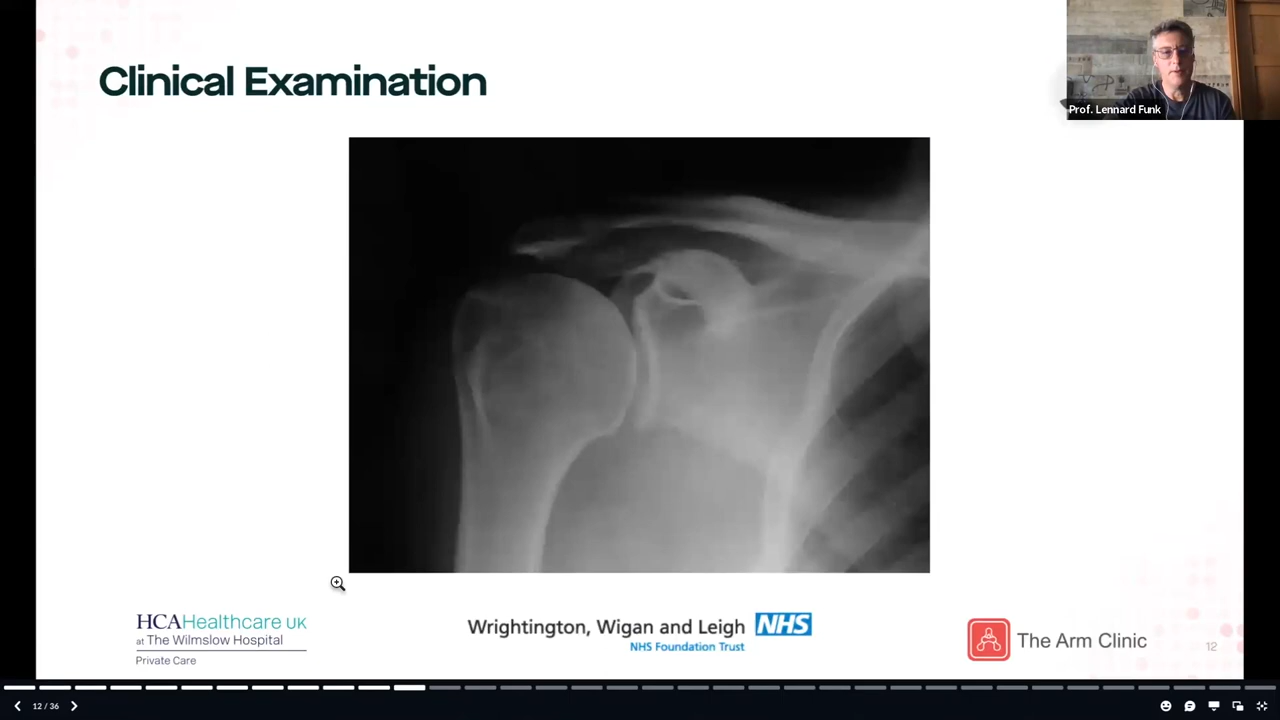 Clinical Examination
Prof. Lennard Funk
HCAHealthcare UK
at The Wilmslow Hospital
Private Care
Wrightington, Wigan and Leigh NHS
NHS Foundation Trust
The Arm Clinic
12
12 / 36